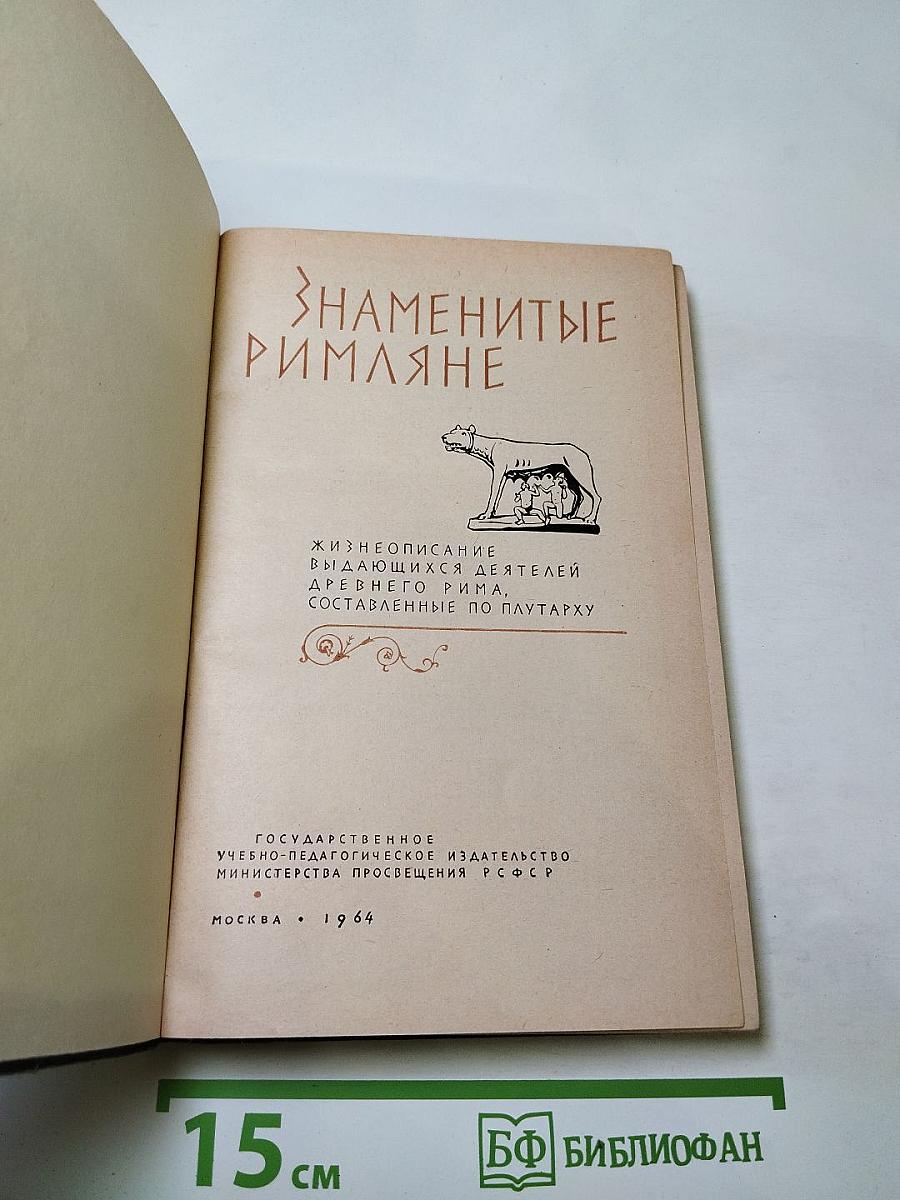 ЗНАМЕНИТЫЕ
РИМЛЯНЕ
ЖИЗНЕОПИСАНИЕ
ВЫДАЮЩИХСЯ ДЕЯТЕЛЕЙ
ДРЕВНЕГО РИМА,
СОСТАВЛЕННЫЕ ПО ПЛУТАРХУ
ГОСУДАРСТВЕННОЕ
УЧЕБНО-ПЕДАГОГИЧЕСКОЕ ИЗДАТЕЛЬСТВО
МИНИСТЕРСТВА ПРОСВЕЩЕНИЯ РСФСР
МОСКВА • 1964
15 см
БФ БИБЛИОФАН